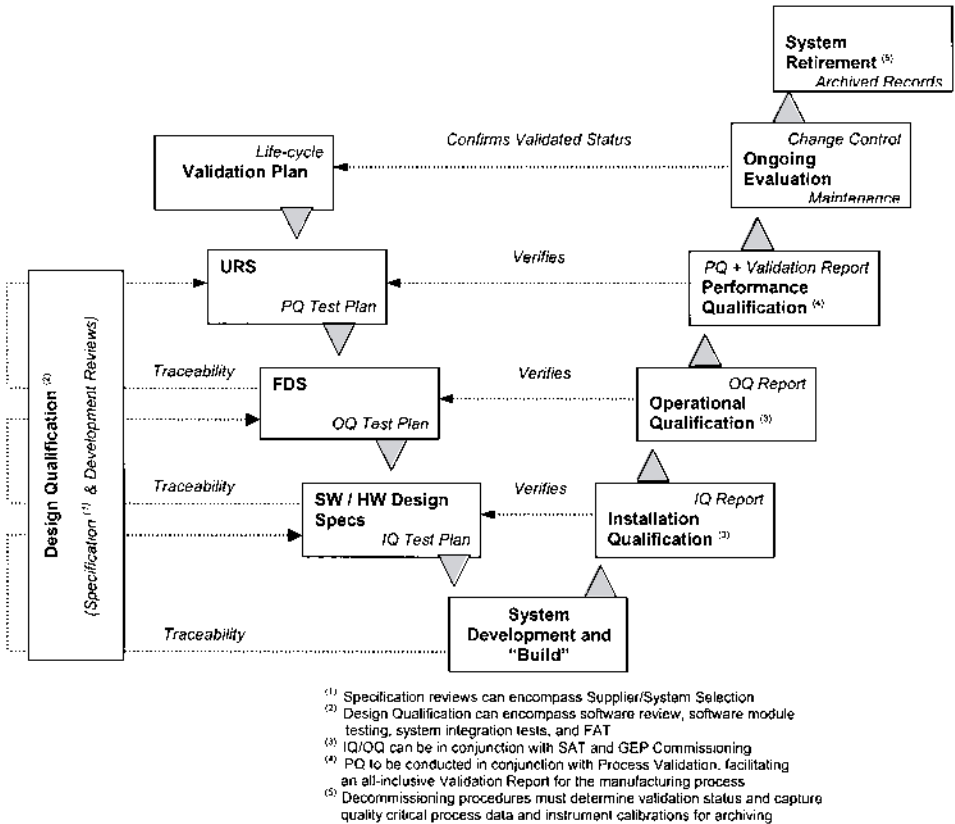 System
Retirement (5)
Archived Records
Confirms Validated Status
Change Control
Ongoing
Evaluation
Maintenance
Life-cycle
Validation Plan
URS
PQ Test Plan
Verifies
PQ + Validation Report
Performance
Qualification (4)
Design Qualification (2)
(Specification (1) & Development Reviews)
Traceability
FDS
OQ Test Plan
Verifies
OQ Report
Operational
Qualification (3)
Traceability
SW / HW Design
Specs
IQ Test Plan
Verifies
IQ Report
Installation
Qualification (3)
Traceability
System
Development and
"Build"
(1) Specification reviews can encompass Supplier/System Selection
(2) Design Qualification can encompass software review, software module
testing, system integration tests, and FAT
(3) IQ/OQ can be in conjunction with SAT and GEP Commissioning
(4) PQ to be conducted in conjunction with Process Validation, facilitating
an all-inclusive Validation Report for the manufacturing process
(5) Decommissioning procedures must determine validation status and capture
quality critical process data and instrument calibrations for archiving